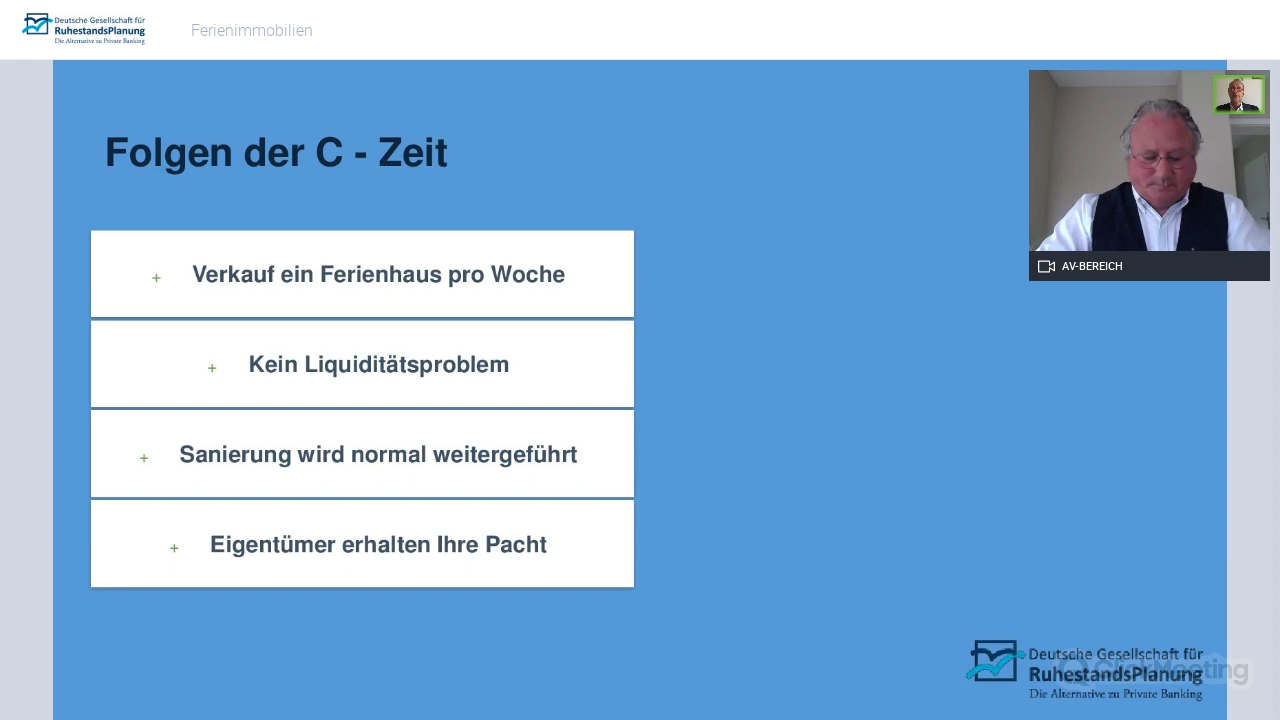 Deutsche Gesellschaft für
RuhestandsPlanung
Die Alternative zu Private Banking
Ferienimmobilien
AV-BEREICH
Folgen der C - Zeit
+ Verkauf ein Ferienhaus pro Woche
+ Kein Liquiditätsproblem
+ Sanierung wird normal weitergeführt
+ Eigentümer erhalten Ihre Pacht
Deutsche Gesellschaft für
RuhestandsPlanung
Die Alternative zu Private Banking
ClickMeeting